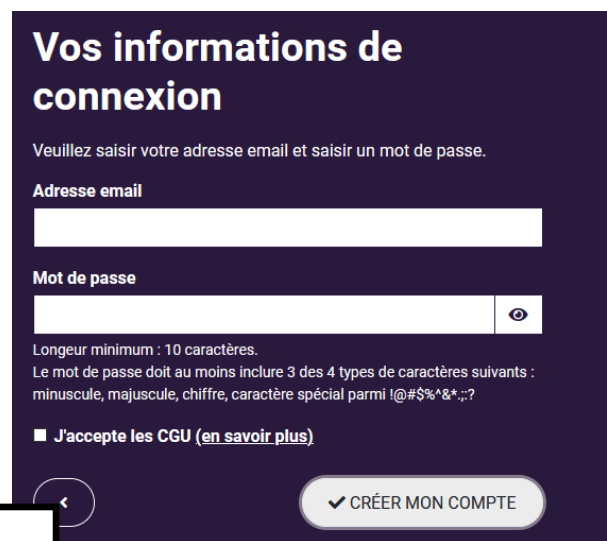 Vos informations de
connexion
Veuillez saisir votre adresse email et saisir un mot de passe.
Adresse email
Mot de passe
Longeur minimum : 10 caractères.
Le mot de passe doit au moins inclure 3 des 4 types de caractères suivants :
minuscule, majuscule, chiffre, caractère spécial parmi !@#$%^&*.,:?
J'accepte les CGU (en savoir plus)
CRÉER MON COMPTE